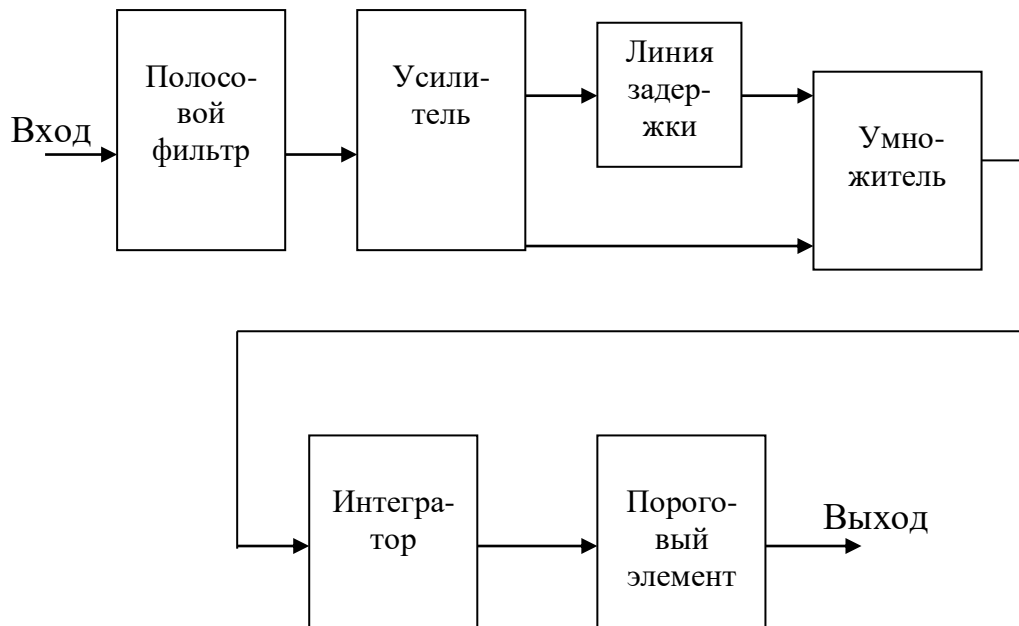 Вход
Полосо-
вой
фильтр
Усили-
тель
Линия
задер-
жки
Умно-
житель
Интегра-
тор
Порого-
вый
элемент
Выход